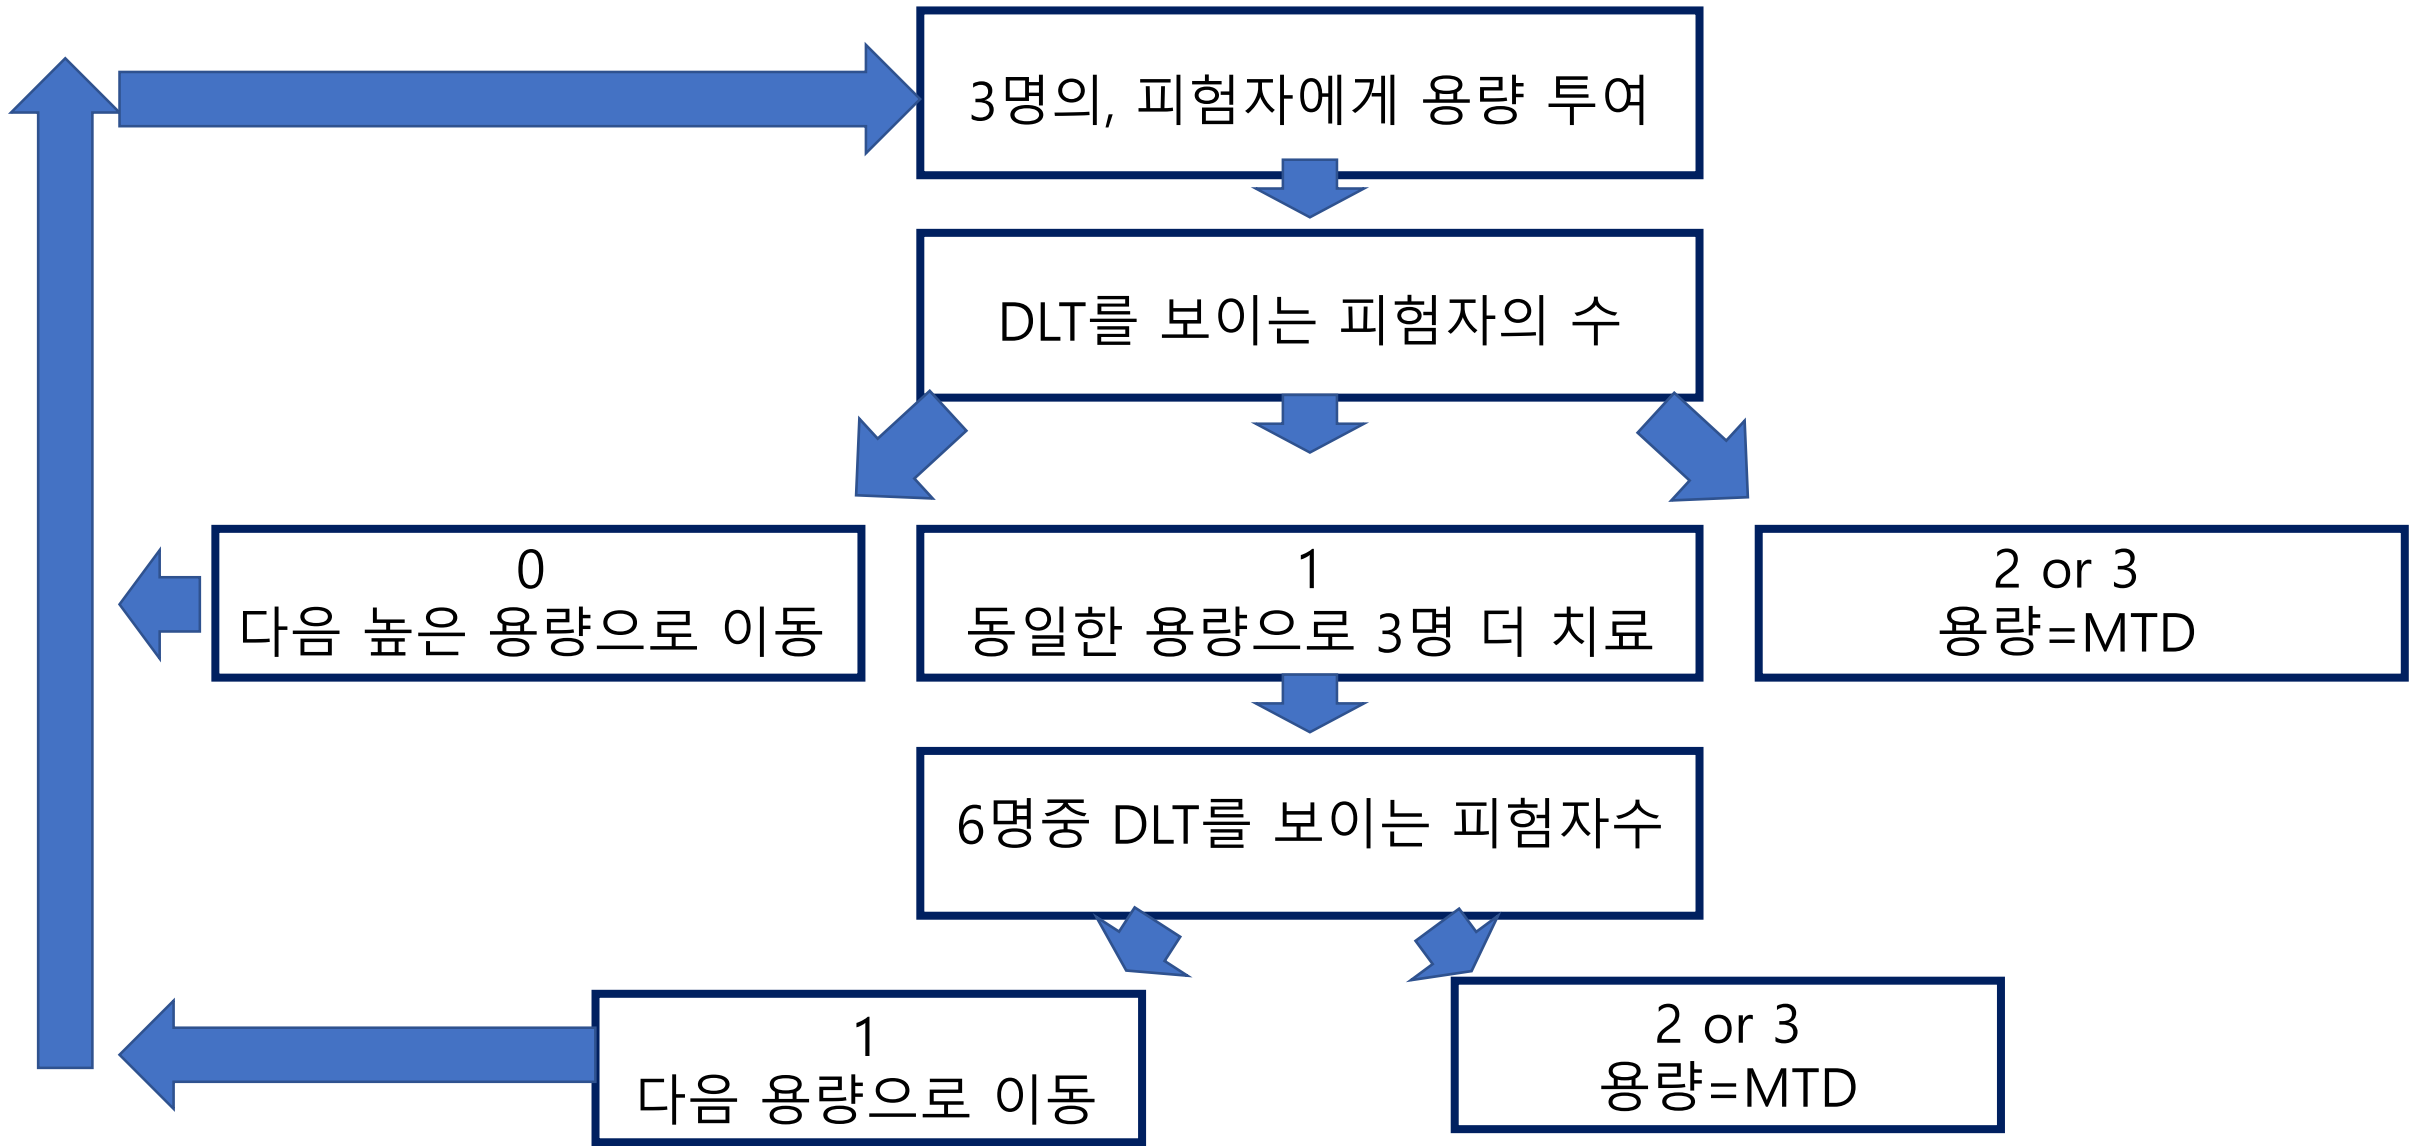 3명의, 피험자에게 용량 투여
DLT를 보이는 피험자의 수
0
다음 높은 용량으로 이동
1
동일한 용량으로 3명 더 치료
2 or 3
용량=MTD
6명중 DLT를 보이는 피험자수
1
다음 용량으로 이동
2 or 3
용량=MTD